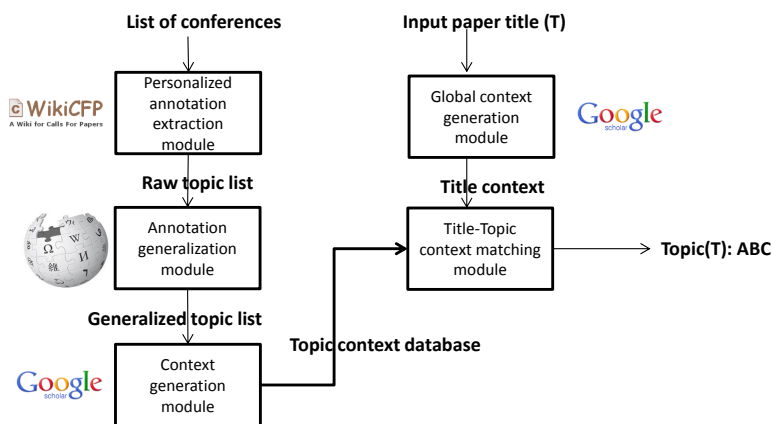 List of conferences
Input paper title (T)
WikiCFP
A Wiki for Calls For Papers
Personalized
annotation
extraction
module
Global context
generation
module
Google
scholar
Raw topic list
Title context
Annotation
generalization
module
Title-Topic
context matching
module
Topic(T): ABC
Generalized topic list
Topic context database
Google
scholar
Context
generation
module